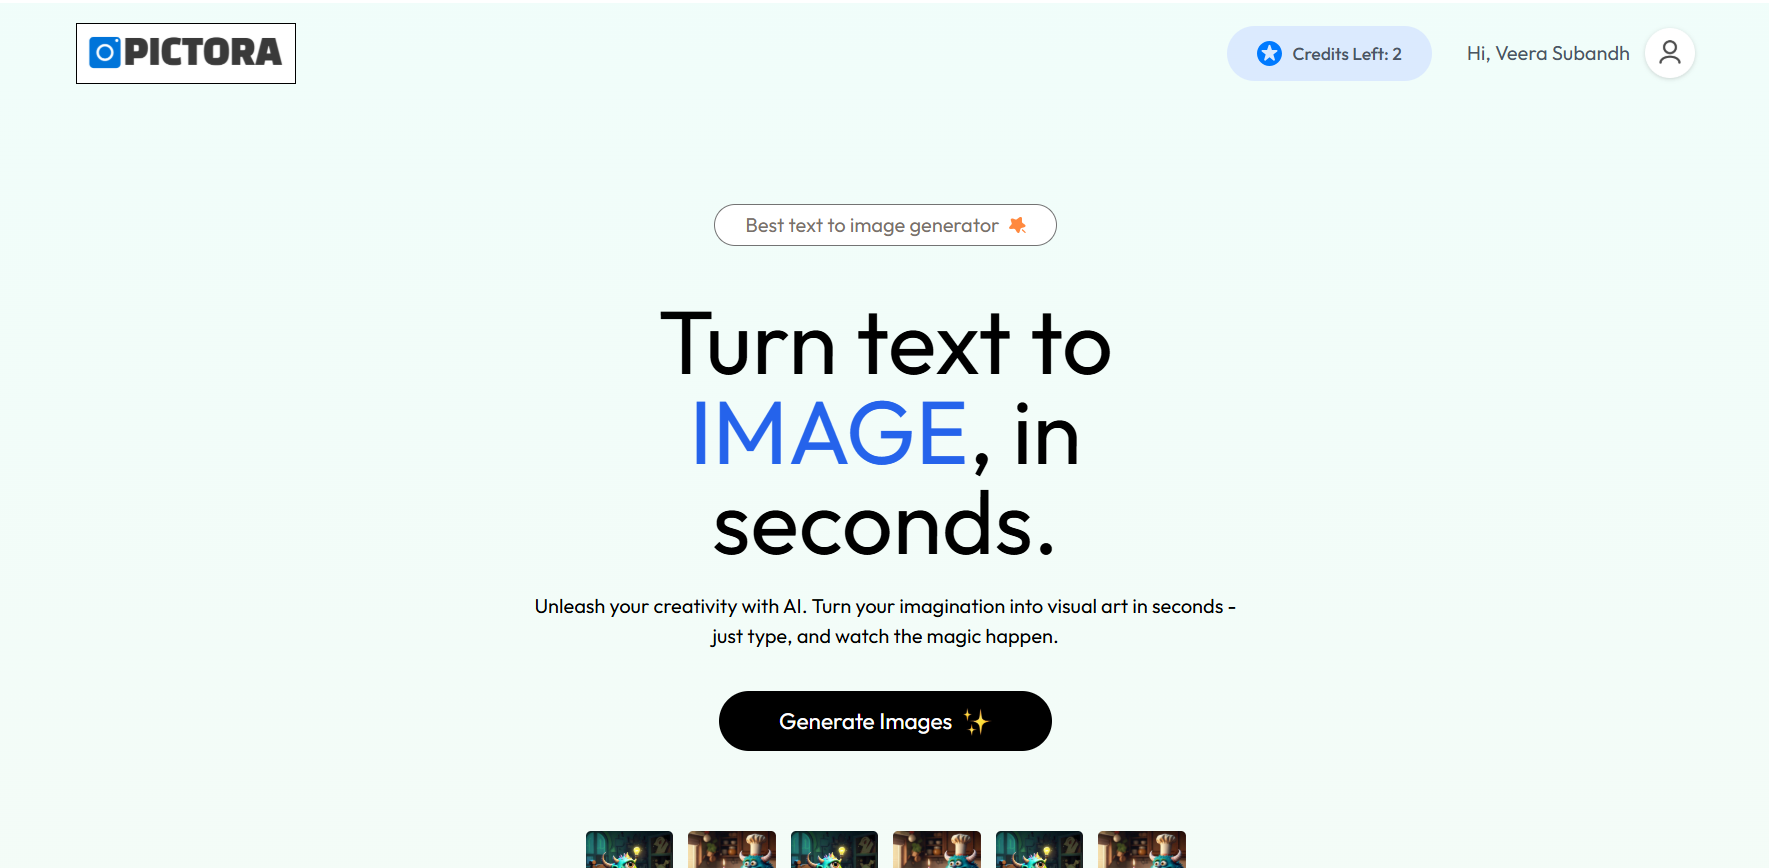 PICTORA
Credits Left: 2
Hi, Veera Subandh
Best text to image generator
Turn text to
IMAGE, in
seconds.
Unleash your creativity with AI. Turn your imagination into visual art in seconds -
just type, and watch the magic happen.
Generate Images